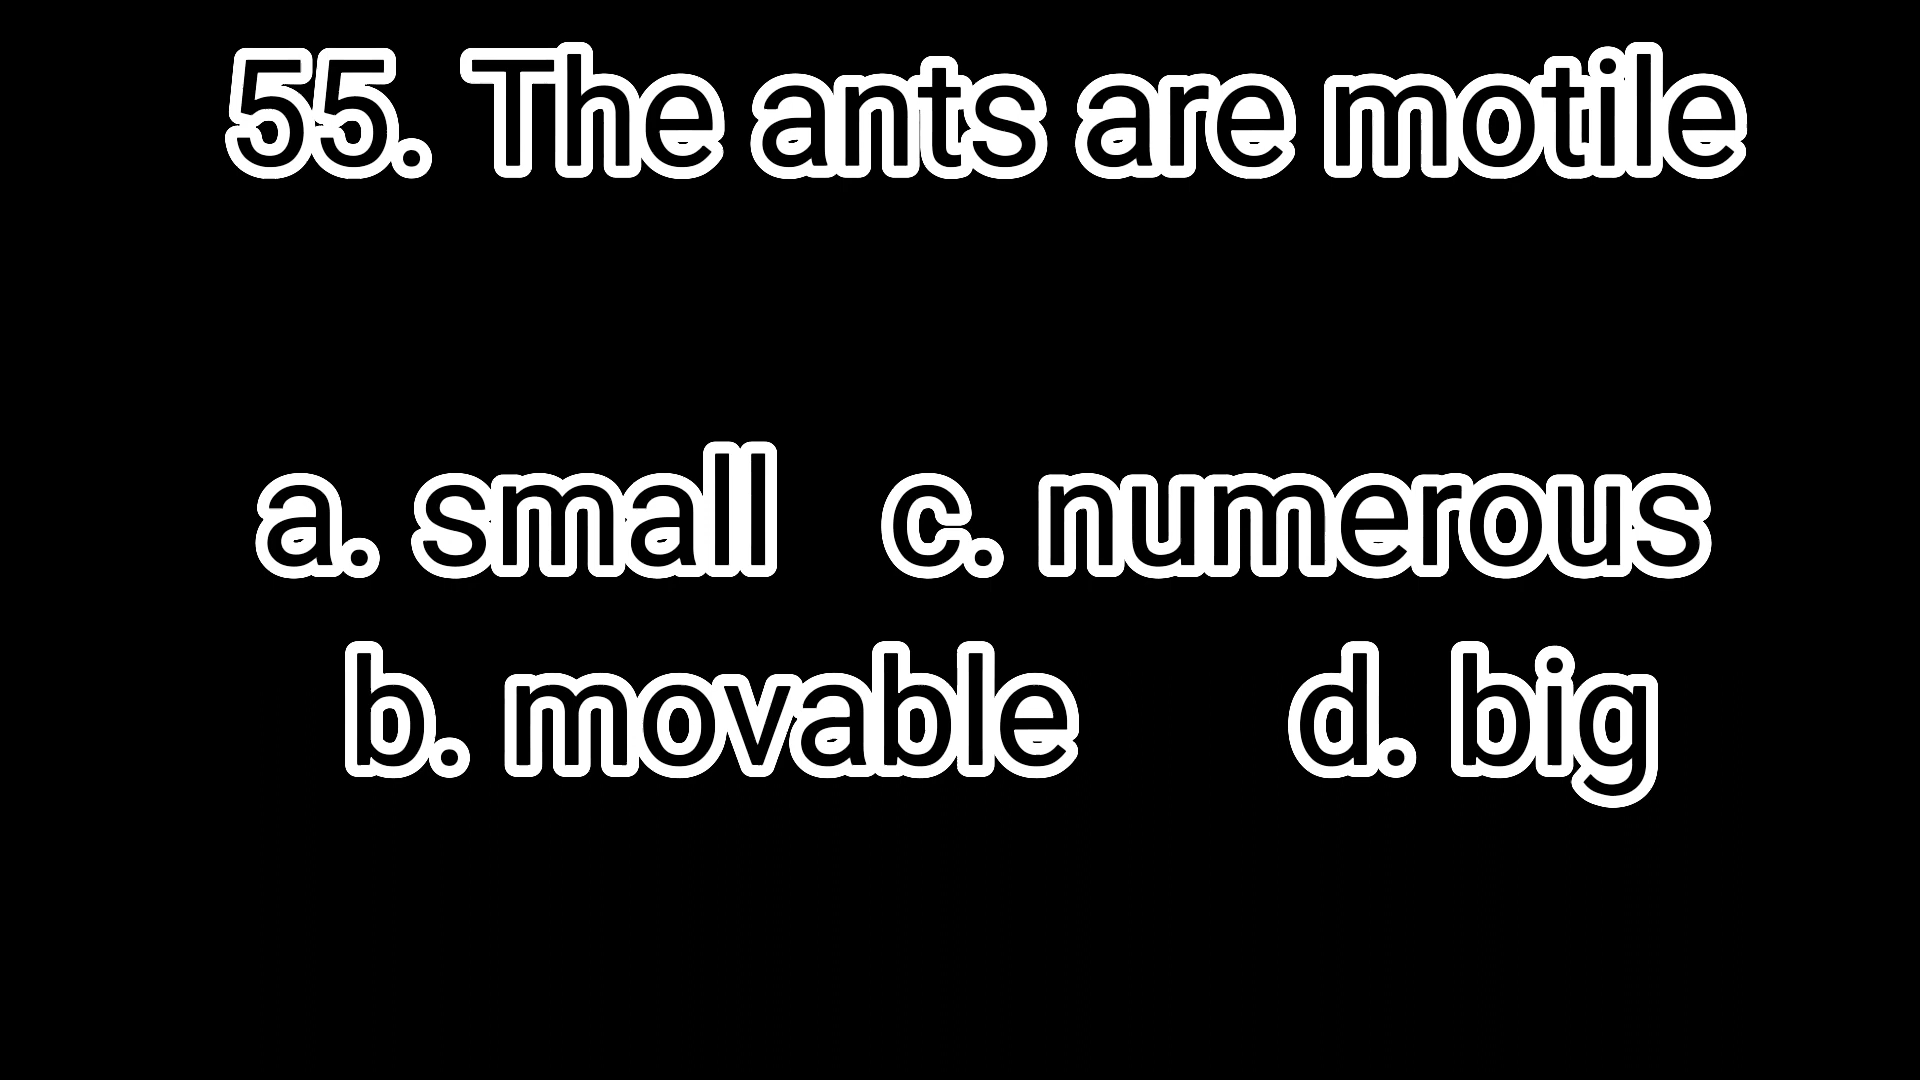 55. The ants are motile
a. small c. numerous
b. movable d. big